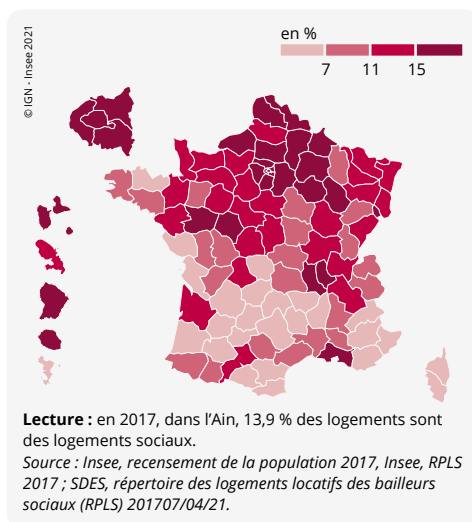 © IGN - Insee 2021
en %
7 11 15
Lecture : en 2017, dans l’Ain, 13,9 % des logements sont
des logements sociaux.
Source : Insee, recensement de la population 2017, Insee, RPLS
2017 ; SDES, répertoire des logements locatifs des bailleurs
sociaux (RPLS) 201707/04/21.